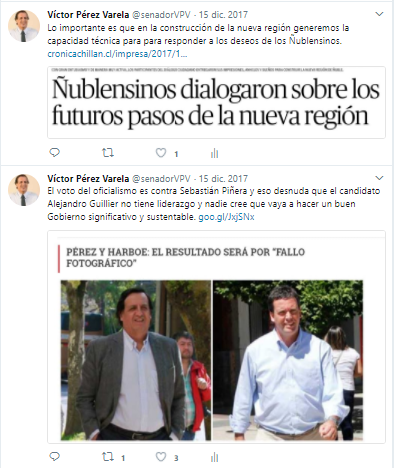 Víctor Pérez Varela @senadorVPV · 15 dic. 2017
Lo importante es que en la construcción de la nueva región generemos la
capacidad técnica para para responder a los deseos de los Ñublensinos.
cronicachillan.cl/impresa/2017/1...
Ñublensinos dialogaron sobre los
futuros pasos de la nueva región
1
Víctor Pérez Varela @senadorVPV · 15 dic. 2017
El voto del oficialismo es contra Sebastián Piñera y eso desnuda que el candidato
Alejandro Guillier no tiene liderazgo y nadie cree que vaya a hacer un buen
Gobierno significativo y sustentable. goo.gl/JxjSNx
PÉREZ Y HARBOE: EL RESULTADO SERÁ POR "FALLO
FOTOGRÁFICO"
1 3